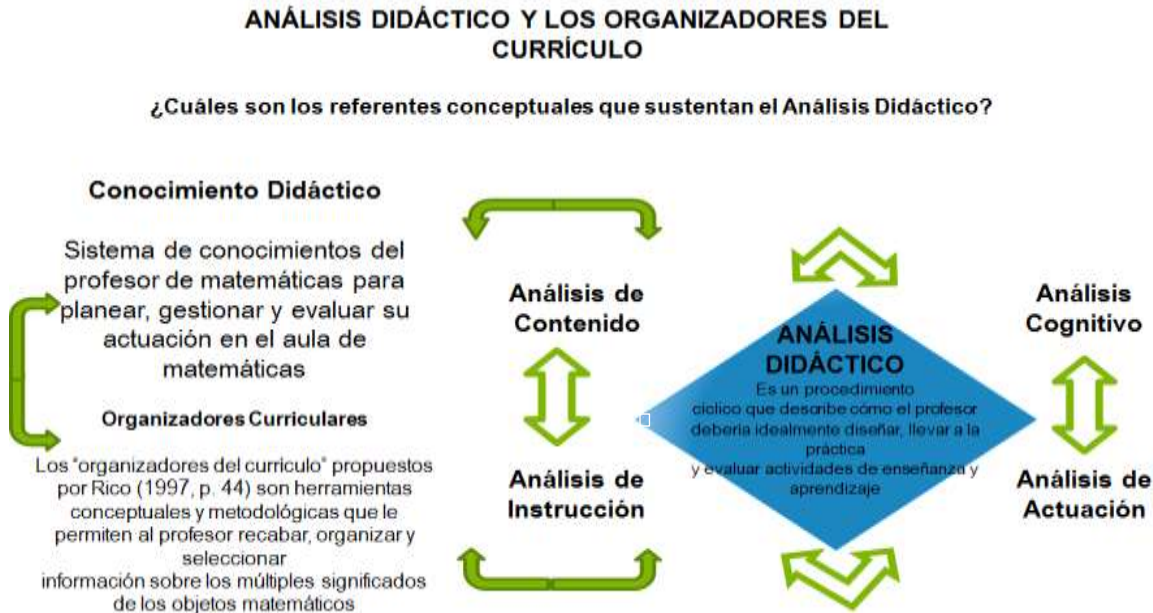 ANÁLISIS DIDÁCTICO Y LOS ORGANIZADORES DEL
CURRÍCULO
¿Cuáles son los referentes conceptuales que sustentan el Análisis Didáctico?
Conocimiento Didáctico
Sistema de conocimientos del
profesor de matemáticas para
planear, gestionar y evaluar su
actuación en el aula de
matemáticas
Organizadores Curriculares
Los "organizadores del currículo" propuestos
por Rico (1997, p. 44) son herramientas
conceptuales y metodológicas que le
permiten al profesor recabar, organizar y
seleccionar
información sobre los múltiples significados
de los objetos matemáticos
Análisis de
Contenido
Análisis de
Instrucción
ANÁLISIS
DIDÁCTICO
Es un procedimiento
cíclico que describe cómo el profesor
debería idealmente diseñar, llevar a la
práctica
y evaluar actividades de enseñanza y
aprendizaje
Análisis
Cognitivo
Análisis de
Actuación